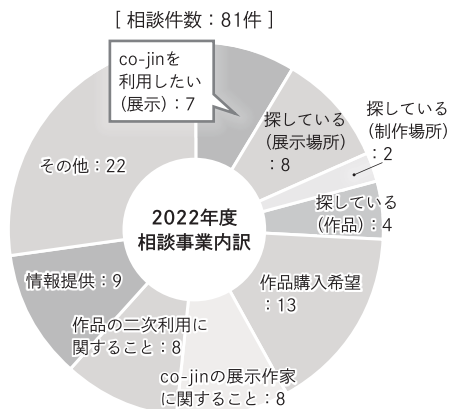 [ 相談件数：81件 ]
co-jinを
利用したい
（展示）：7
探している
（展示場所）
：8
探している
（制作場所）
：2
探している
（作品）：4
作品購入希望
：13
co-jinの展示作家
に関すること：8
作品の二次利用に
関すること：8
情報提供：9
その他：22
2022年度
相談事業内訳